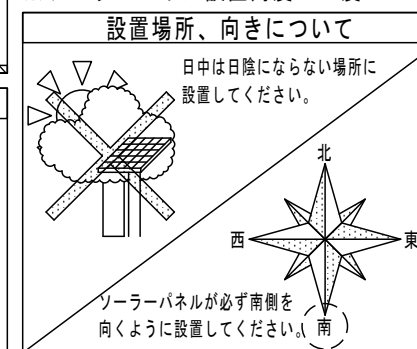 設置場所、向きについて
日中は日陰にならない場所に
設置してください。
北
西
東
ソーラーパネルが必ず南側を
向くように設置してください。
南